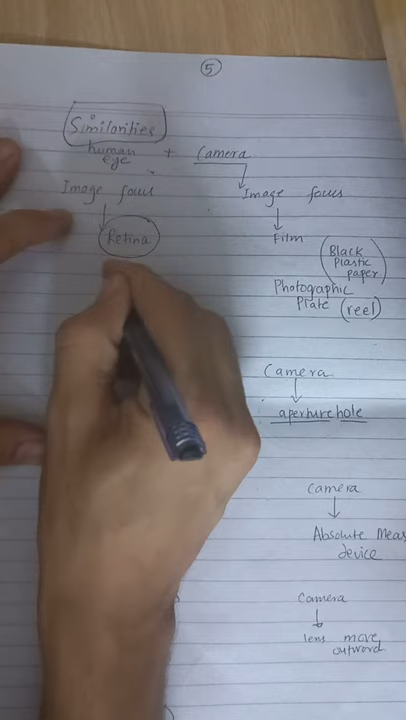 5
Similarities
human eye + Camera
Image focus
Image focus
Retina
Film
Black Plastic paper
Photographic Plate (reel)
Camera
aperture hole
Camera
Absolute Meas
device
Camera
lens move
outword